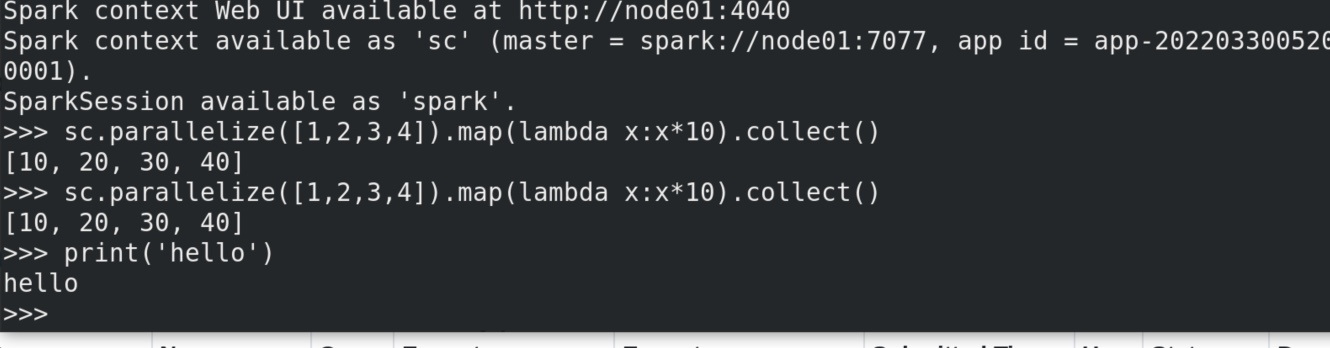 Spark context Web UI available at http://node01:4040
Spark context available as 'sc' (master = spark://node01:7077, app id = app-20220330052
0001).
SparkSession available as 'spark'.
>>> sc.parallelize([1,2,3,4]).map(lambda x:x*10).collect()
[10, 20, 30, 40]
>>> sc.parallelize([1,2,3,4]).map(lambda x:x*10).collect()
[10, 20, 30, 40]
>>> print('hello')
hello
>>>